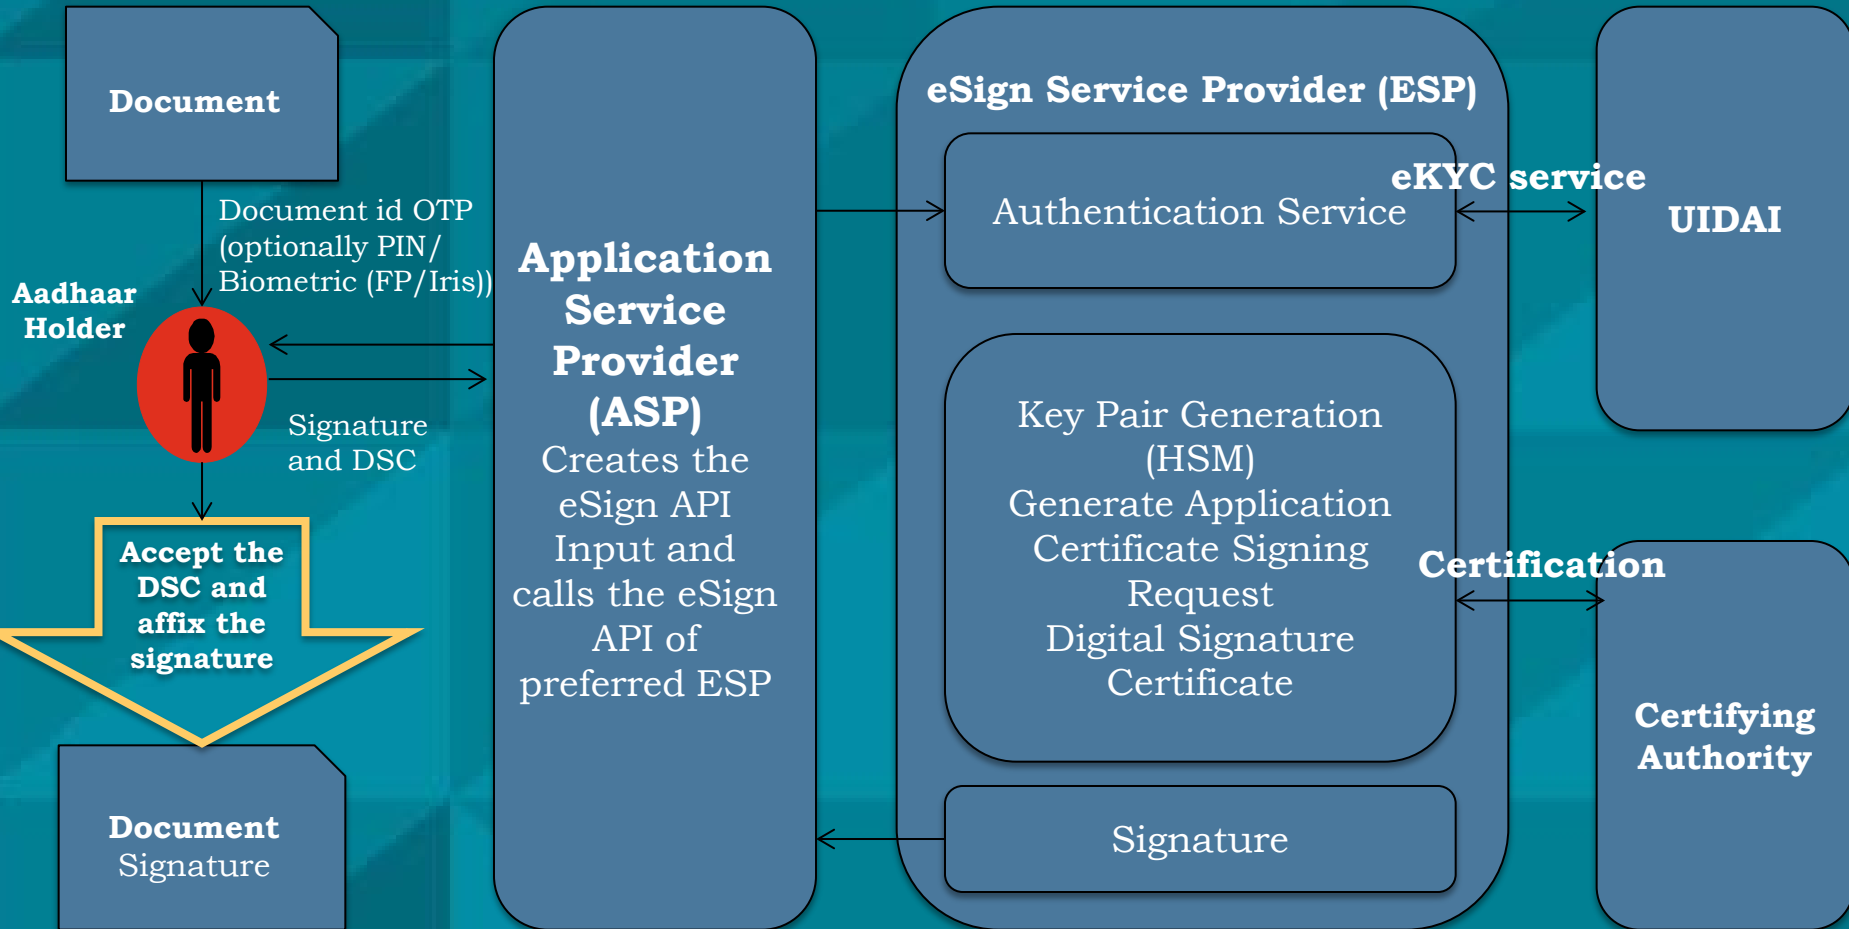 Document
Document id OTP
(optionally PIN/
Biometric (FP/Iris))
Aadhaar
Holder
Signature
and DSC
Accept the
DSC and
affix the
signature
Document
Signature
Application
Service
Provider
(ASP)
Creates the
eSign API
Input and
calls the eSign
API of
preferred ESP
eSign Service Provider (ESP)
Authentication Service
Key Pair Generation
(HSM)
Generate Application
Certificate Signing
Request
Digital Signature
Certificate
Signature
eKYC service
UIDAI
Certification
Certifying
Authority